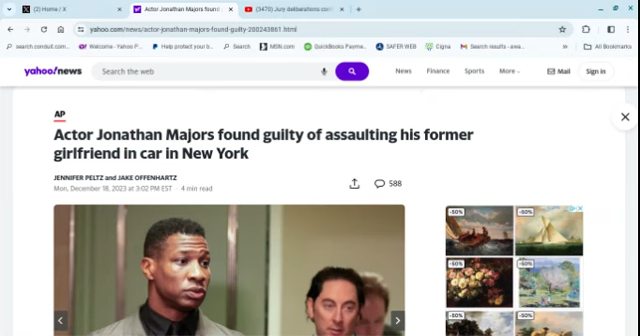 (2) Home / X
Actor Jonathan Majors found
(3470) Jury deliberations con
yahoo.com/news/actor-jonathan-majors-found-guilty-200243861.html
search.conduit.com
Welcome - Yahoo P...
Help protect your b...
Search
MSN.com
QuickBooks Payme...
SAFER WEB
Cigna
Search results - awa...
All Bookmarks
yahoo!news
Search the web
News
Finance
Sports
More
Mail
Sign in
AP
Actor Jonathan Majors found guilty of assaulting his former
girlfriend in car in New York
JENNIFER PELTZ and JAKE OFFENHARTZ
Mon, December 18, 2023 at 3:02 PM EST · 4 min read
588
-50%
-50%
-50%
-50%
-50%
-50%